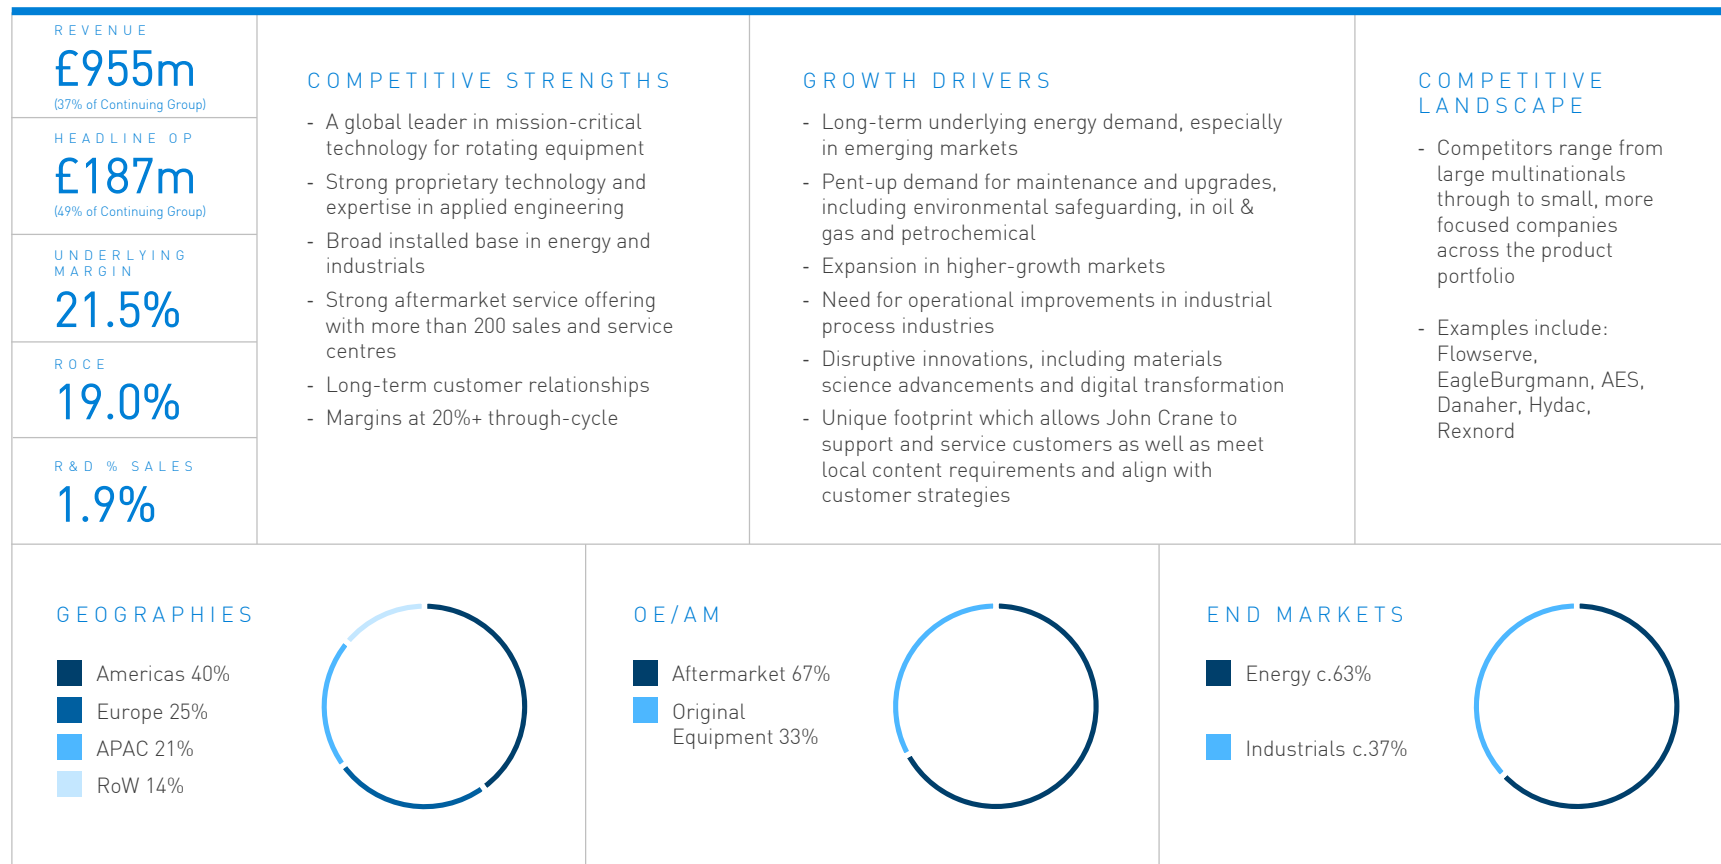 REVENUE
£955m
(37% of Continuing Group)
HEADLINE OP
£187m
(49% of Continuing Group)
UNDERLYING
MARGIN
21.5%
ROCE
19.0%
R&D % SALES
1.9%
COMPETITIVE STRENGTHS
- A global leader in mission-critical
technology for rotating equipment
- Strong proprietary technology and
expertise in applied engineering
- Broad installed base in energy and
industrials
- Strong aftermarket service offering
with more than 200 sales and service
centres
- Long-term customer relationships
- Margins at 20%+ through-cycle
GROWTH DRIVERS
- Long-term underlying energy demand, especially
in emerging markets
- Pent-up demand for maintenance and upgrades,
including environmental safeguarding, in oil &
gas and petrochemical
- Expansion in higher-growth markets
- Need for operational improvements in industrial
process industries
- Disruptive innovations, including materials
science advancements and digital transformation
- Unique footprint which allows John Crane to
support and service customers as well as meet
local content requirements and align with
customer strategies
COMPETITIVE
LANDSCAPE
- Competitors range from
large multinationals
through to small, more
focused companies
across the product
portfolio
- Examples include:
Flowserve,
EagleBurgmann, AES,
Danaher, Hydac,
Rexnord
GEOGRAPHIES
Americas 40%
Europe 25%
APAC 21%
RoW 14%
OE/AM
Aftermarket 67%
Original
Equipment 33%
END MARKETS
Energy c.63%
Industrials c.37%